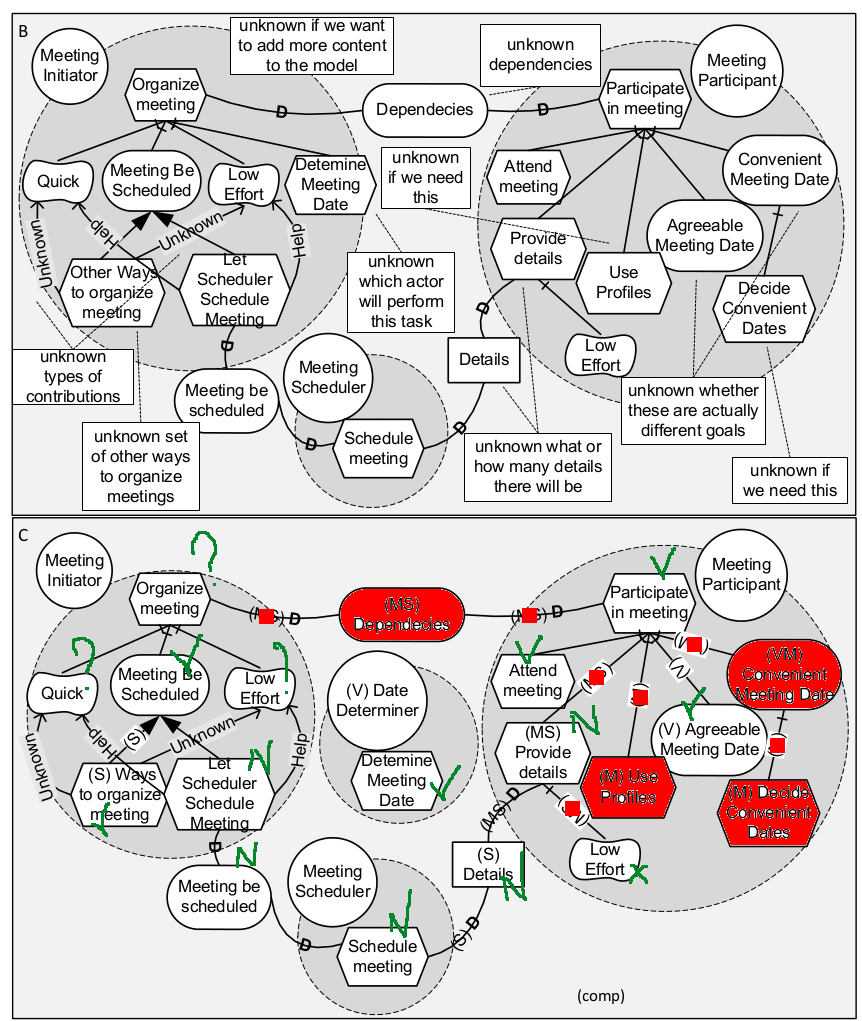 B
unknown if we want
to add more content
to the model
Meeting
Initiator
unknown
dependencies
Meeting
Participant
Organize
meeting
D
Dependecies
D
Participate
in meeting
Quick
Meeting Be
Scheduled
Low
Effort
Detemine
Meeting
Date
unknown
if we need
this
Attend
meeting
Convenient
Meeting Date
Unknown
Help
Unknown
Help
Agreeable
Meeting Date
Provide
details
Other Ways
to organize
meeting
Let
Scheduler
Schedule
Meeting
unknown
which actor
will perform
this task
Use
Profiles
Decide
Convenient
Dates
D
D
Low
Effort
unknown
types of
contributions
Meeting be
scheduled
Meeting
Scheduler
Details
unknown whether
these are actually
different goals
unknown set
of other ways
to organize
meetings
D
Schedule
meeting
D
unknown what or
how many details
there will be
unknown if
we need this
C
Meeting
Initiator
?
Meeting
Participant
Organize
meeting
D
(MS)
Dependecies
(MS)
D
Participate
in meeting
Quick
?
Meeting Be
Scheduled
Low
Effort
?
(V) Date
Determiner
Attend
meeting
(V)
(VM)
Convenient
Meeting Date
Unknown
Help
(S)
Unknown
Help
N
(MS)
Provide
details
N
(V) Agreeable
Meeting Date
(S) Ways
to organize
meeting
Let
Scheduler
Schedule
Meeting
Detemine
Meeting
Date
(M) Use
Profiles
(M) Decide
Convenient
Dates
(MS)
D
D
N
Meeting be
scheduled
Meeting
Scheduler
(S)
Details
N
Low
Effort
x
N
D
Schedule
meeting
(S)
D
(comp)